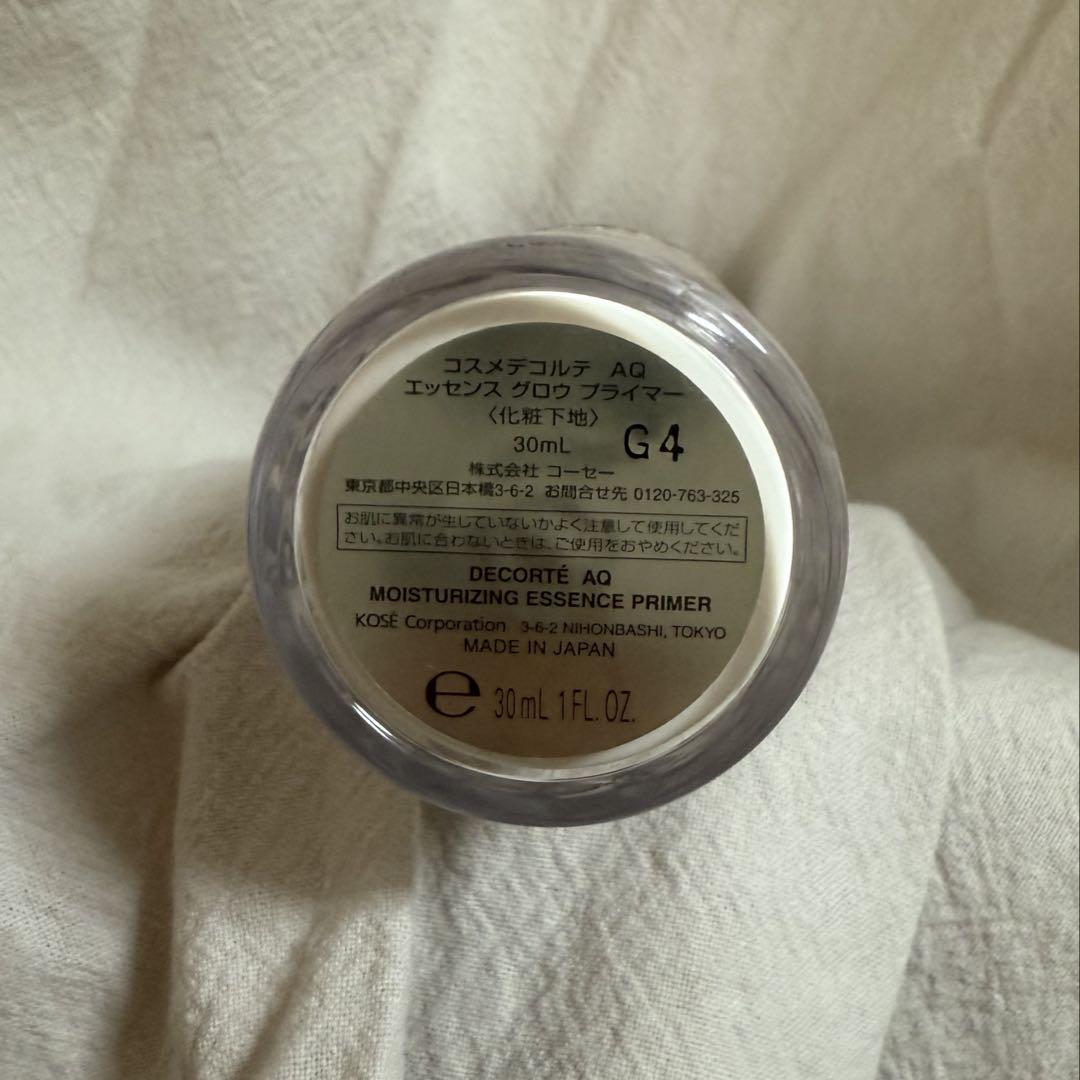 コスメデコルテ AQ
エッセンス グロウ プライマー
〈化粧下地〉
30mL G4
株式会社 コーセー
東京都中央区日本橋3-6-2 お問合せ先 0120-763-325
お肌に異常が生じていないかよく注意して使用してくだ
さい。お肌に合わないときは、ご使用をおやめください。
DECORTÉ AQ
MOISTURIZING ESSENCE PRIMER
KOSÉ Corporation 3-6-2 NIHONBASHI, TOKYO
MADE IN JAPAN
e 30mL 1FL. OZ.